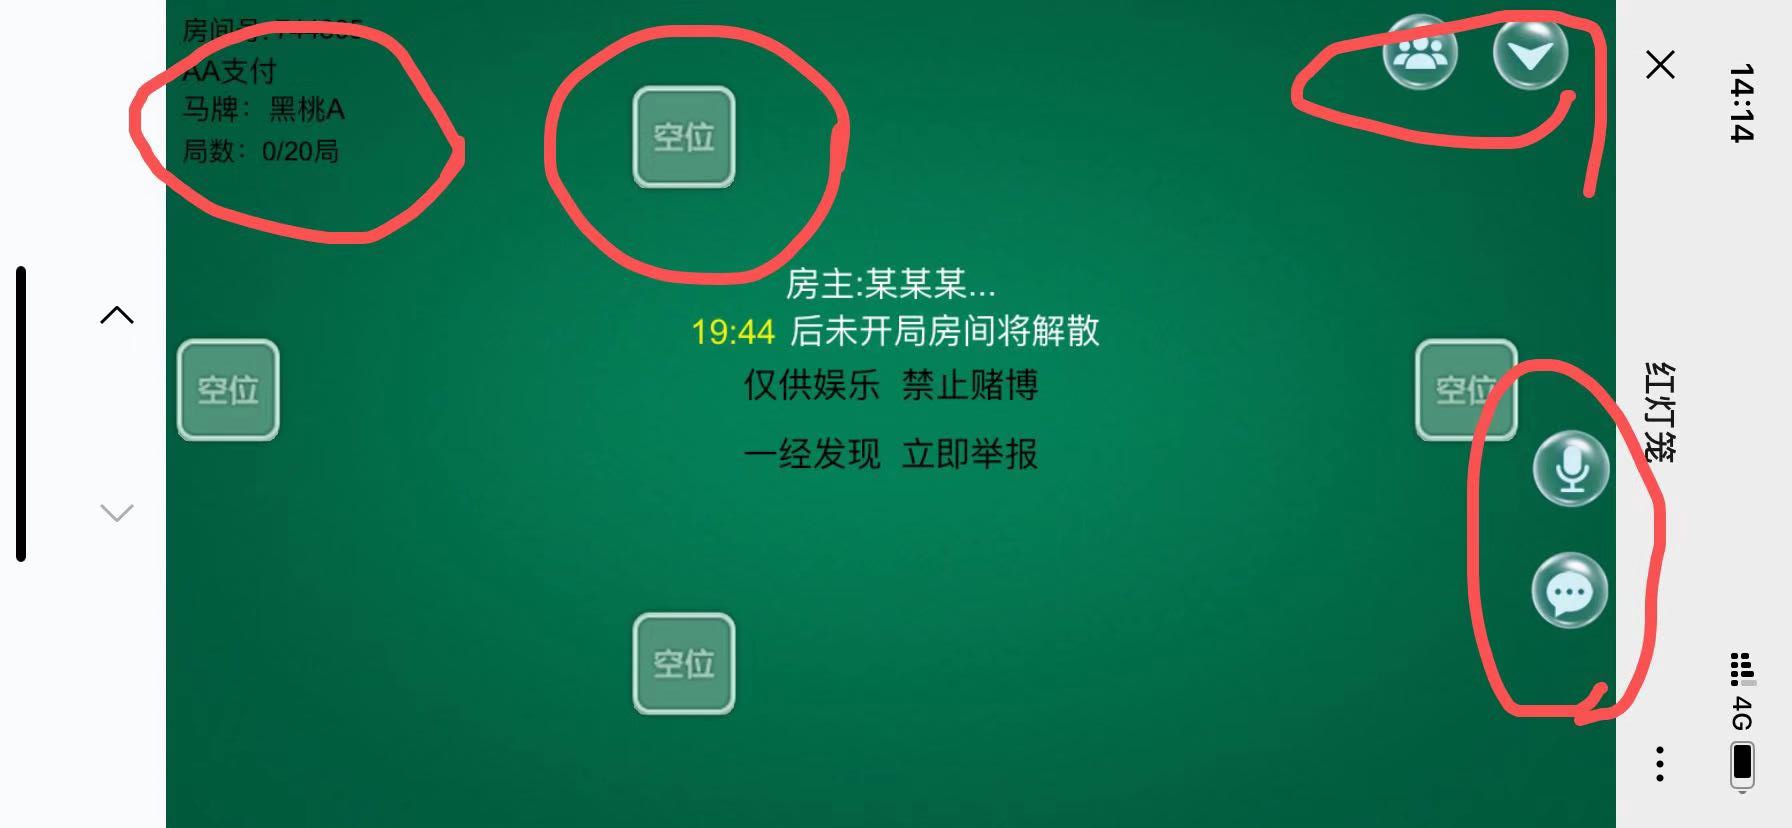 房间号:
AA支付
马牌：黑桃A
局数：0/20局
空位
房主:某某某...
19:44 后未开局房间将解散
仅供娱乐 禁止赌博
一经发现 立即举报
空位
空位
空位
14:14
红灯笼
4G